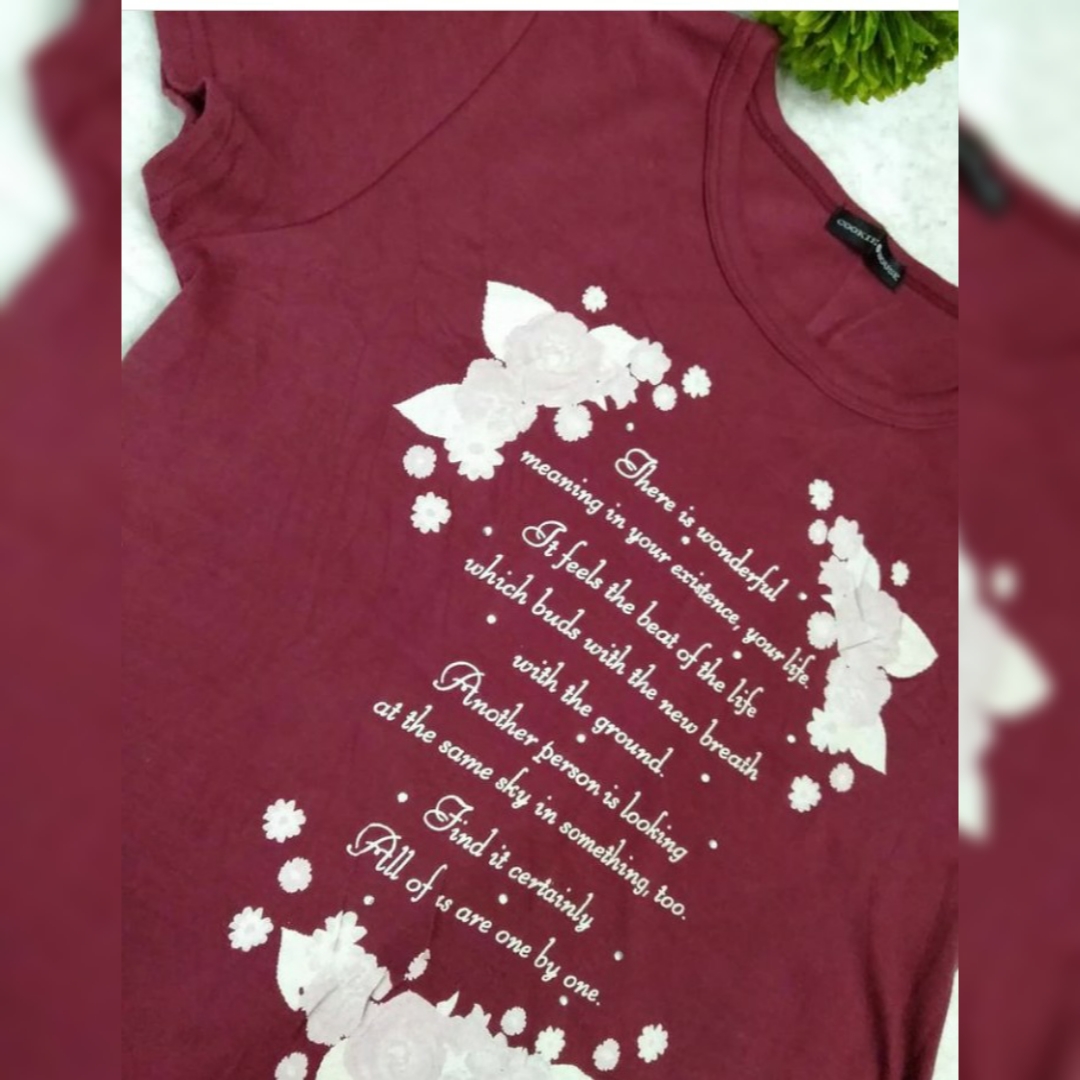 COOKIE
There is wonderful
meaning in your existence, your life.
It feels the beat of the life
which buds with the new breath
with the ground.
Another person is looking
at the same sky in something, too.
Find it certainly
All of us are one by one.